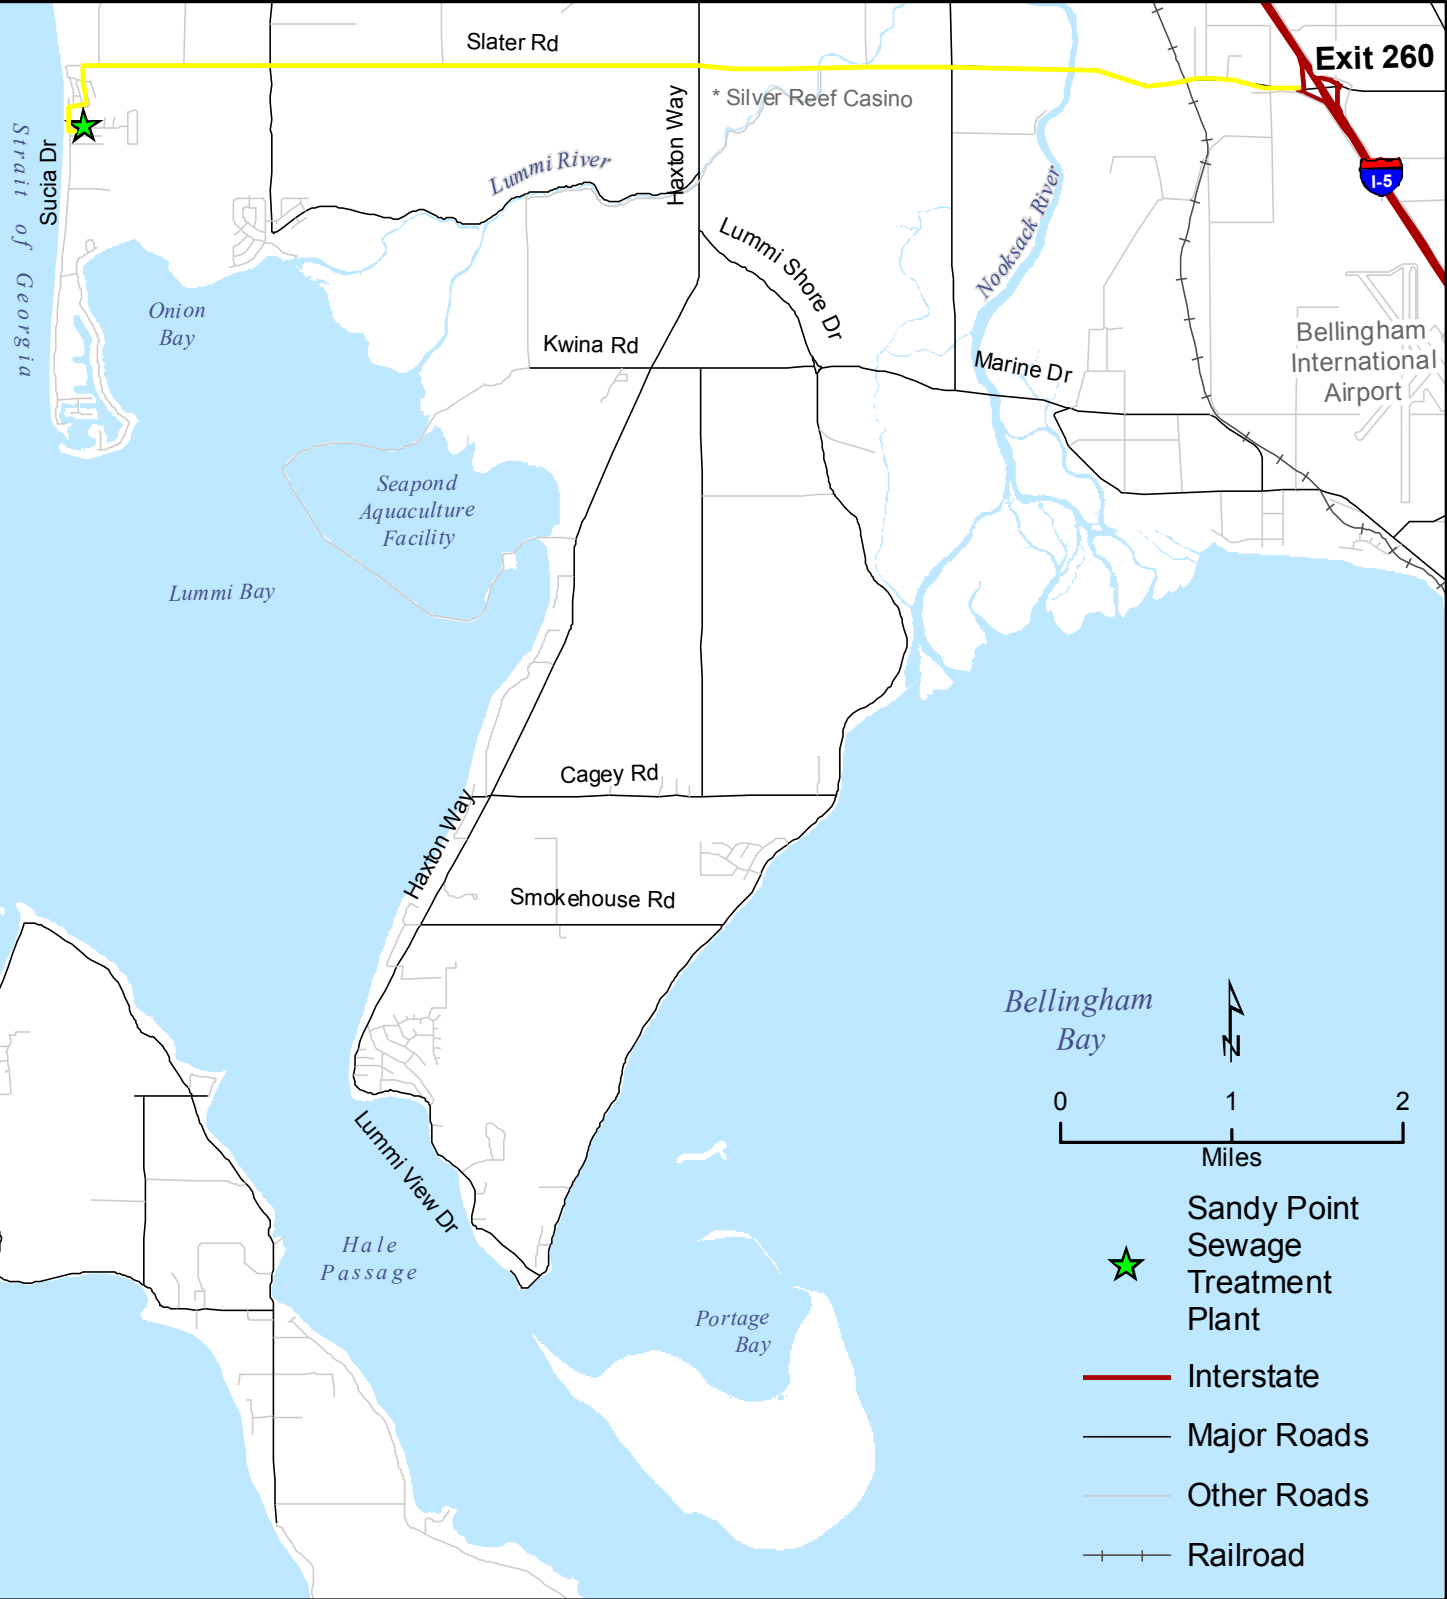 Slater Rd
Exit 260
* Silver Reef Casino
Haxton Way
Strait of Georgia
Sucia Dr
Lummi River
I-5
Nooksack River
Lummi Shore Dr
Onion
Bay
Kwina Rd
Marine Dr
Bellingham
International
Airport
Seapond
Aquaculture
Facility
Lummi Bay
Cagey Rd
Haxton Way
Smokehouse Rd
Bellingham
Bay
N
0 1 2
Miles
Lummi View Dr
Hale
Passage
Portage
Bay
Sandy Point
Sewage
Treatment
Plant
Interstate
Major Roads
Other Roads
Railroad